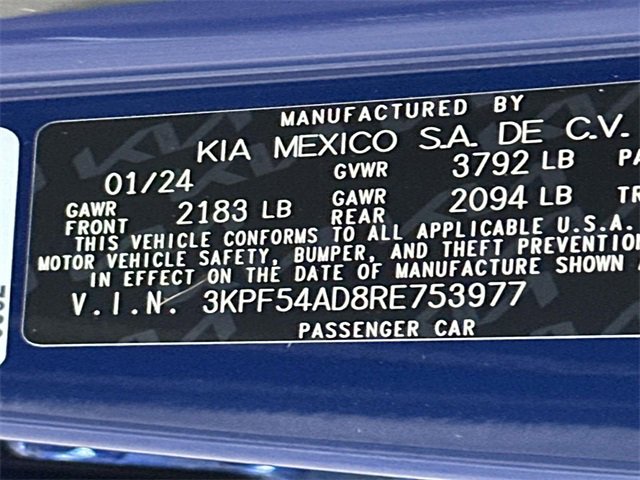 MANUFACTURED BY
KIA MEXICO S.A. DE C.V.
01/24 GVWR 3792 LB
GAWR FRONT 2183 LB GAWR REAR 2094 LB
THIS VEHICLE CONFORMS TO ALL APPLICABLE U.S.A.
MOTOR VEHICLE SAFETY, BUMPER, AND THEFT PREVENTION
IN EFFECT ON THE DATE OF MANUFACTURE SHOWN
V.I.N. 3KPF54AD8RE753977
PASSENGER CAR